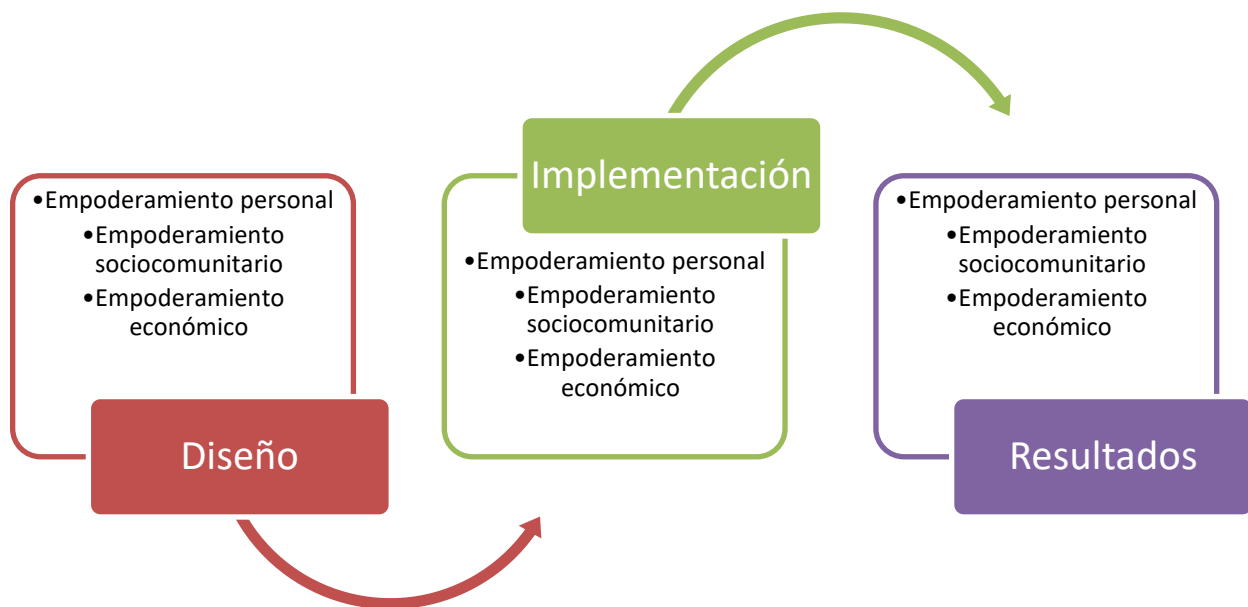 •Empoderamiento personal
•Empoderamiento
sociocomunitario
•Empoderamiento
económico
Diseño
Implementación
•Empoderamiento personal
•Empoderamiento
sociocomunitario
•Empoderamiento
económico
•Empoderamiento personal
•Empoderamiento
sociocomunitario
•Empoderamiento
económico
Resultados